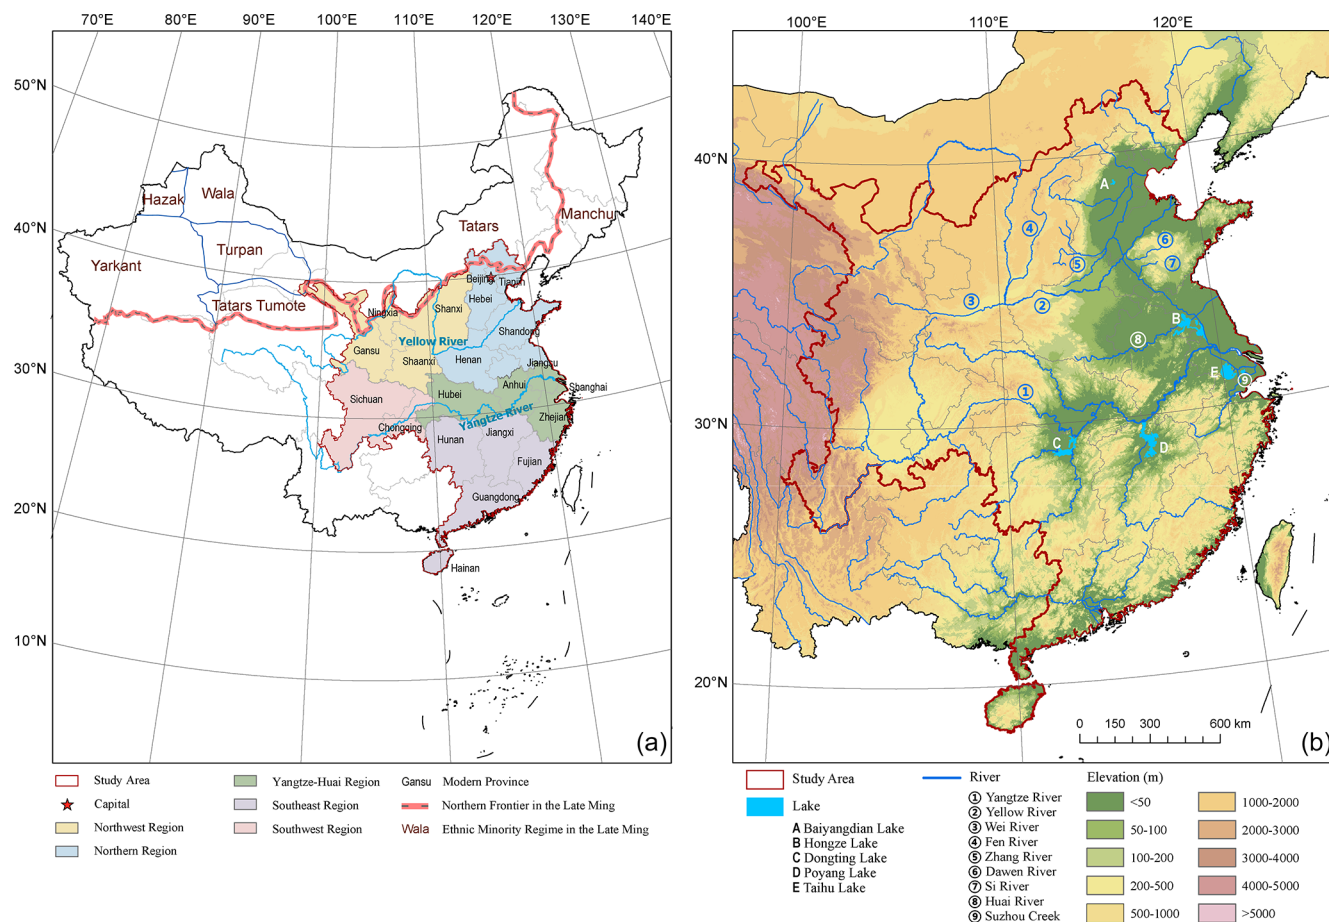 70°E 80°E 90°E 100°E 110°E 120°E 130°E 140°E
50°N
40°N
30°N
20°N
10°N
Hazak
Wala
Tatars
Manchu
Turpan
Yarkant
Tatars Tumote
Beijing
Tianjin
Hebei
Shanxi
Ningxia
Shandong
Yellow River
Gansu
Shaanxi
Henan
Jiangsu
Anhui
Shanghai
Sichuan
Hubei
Zhejiang
Yangtze River
Chongqing
Hunan
Jiangxi
Fujian
Guangdong
Hainan
(a)
Study Area
Capital
Northwest Region
Northern Region
Yangtze-Huai Region
Southeast Region
Southwest Region
Gansu Modern Province
Northern Frontier in the Late Ming
Wala Ethnic Minority Regime in the Late Ming
100°E 110°E 120°E
40°N
30°N
20°N
A
④
⑥
⑤
⑦
③
②
B
⑧
E
⑨
①
C
D
0 150 300 600 km
(b)
Study Area
Lake
A Baiyangdian Lake
B Hongze Lake
C Dongting Lake
D Poyang Lake
E Taihu Lake
River
① Yangtze River
② Yellow River
③ Wei River
④ Fen River
⑤ Zhang River
⑥ Dawen River
⑦ Si River
⑧ Huai River
⑨ Suzhou Creek
Elevation (m)
<50
50-100
100-200
200-500
500-1000
1000-2000
2000-3000
3000-4000
4000-5000
>5000